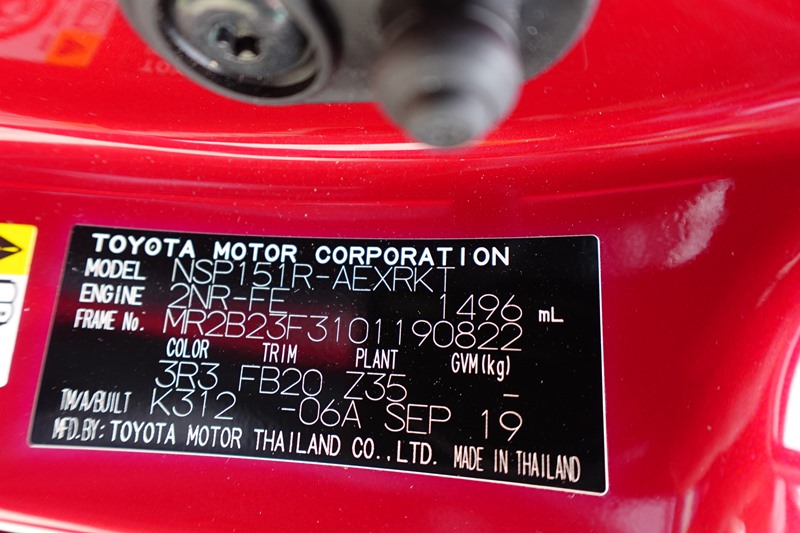 TOYOTA MOTOR CORPORATION
MODEL NSP151R-AEXRKT
ENGINE 2NR-FE 1496 mL
FRAME No. MR2B23F3101190822
COLOR TRIM PLANT GVM(kg)
3R3 FB20 Z35 -
TM/A/BUILT K312 -06A SEP 19
MFD.BY: TOYOTA MOTOR THAILAND CO.,LTD. MADE IN THAILAND